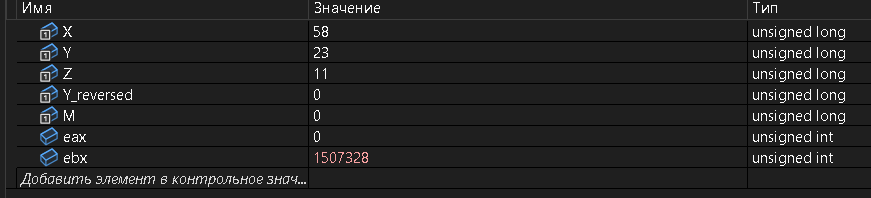 Имя Значение Тип
X 58 unsigned long
Y 23 unsigned long
Z 11 unsigned long
Y_reversed 0 unsigned long
M 0 unsigned long
eax 0 unsigned int
ebx 1507328 unsigned int
Добавить элемент в контрольное знач...